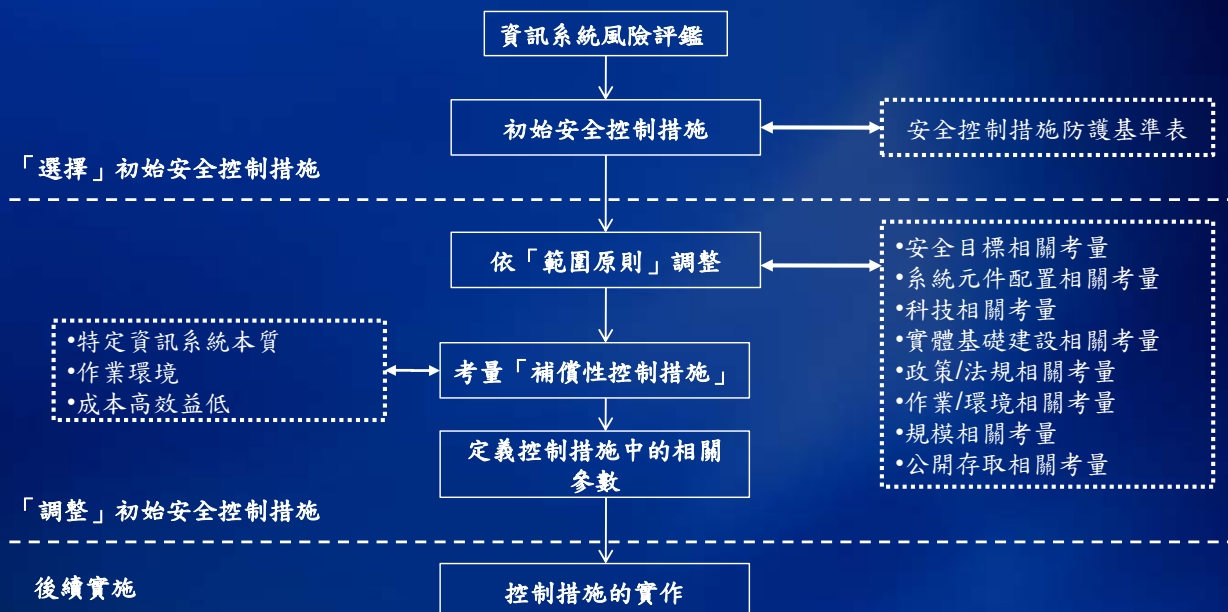 資訊系統風險評鑑
初始安全控制措施
安全控制措施防護基準表
「選擇」初始安全控制措施
依「範圍原則」調整
•安全目標相關考量
•系統元件配置相關考量
•科技相關考量
•實體基礎建設相關考量
•政策/法規相關考量
•作業/環境相關考量
•規模相關考量
•公開存取相關考量
•特定資訊系統本質
•作業環境
•成本高效益低
考量「補償性控制措施」
定義控制措施中的相關
參數
「調整」初始安全控制措施
後續實施
控制措施的實作